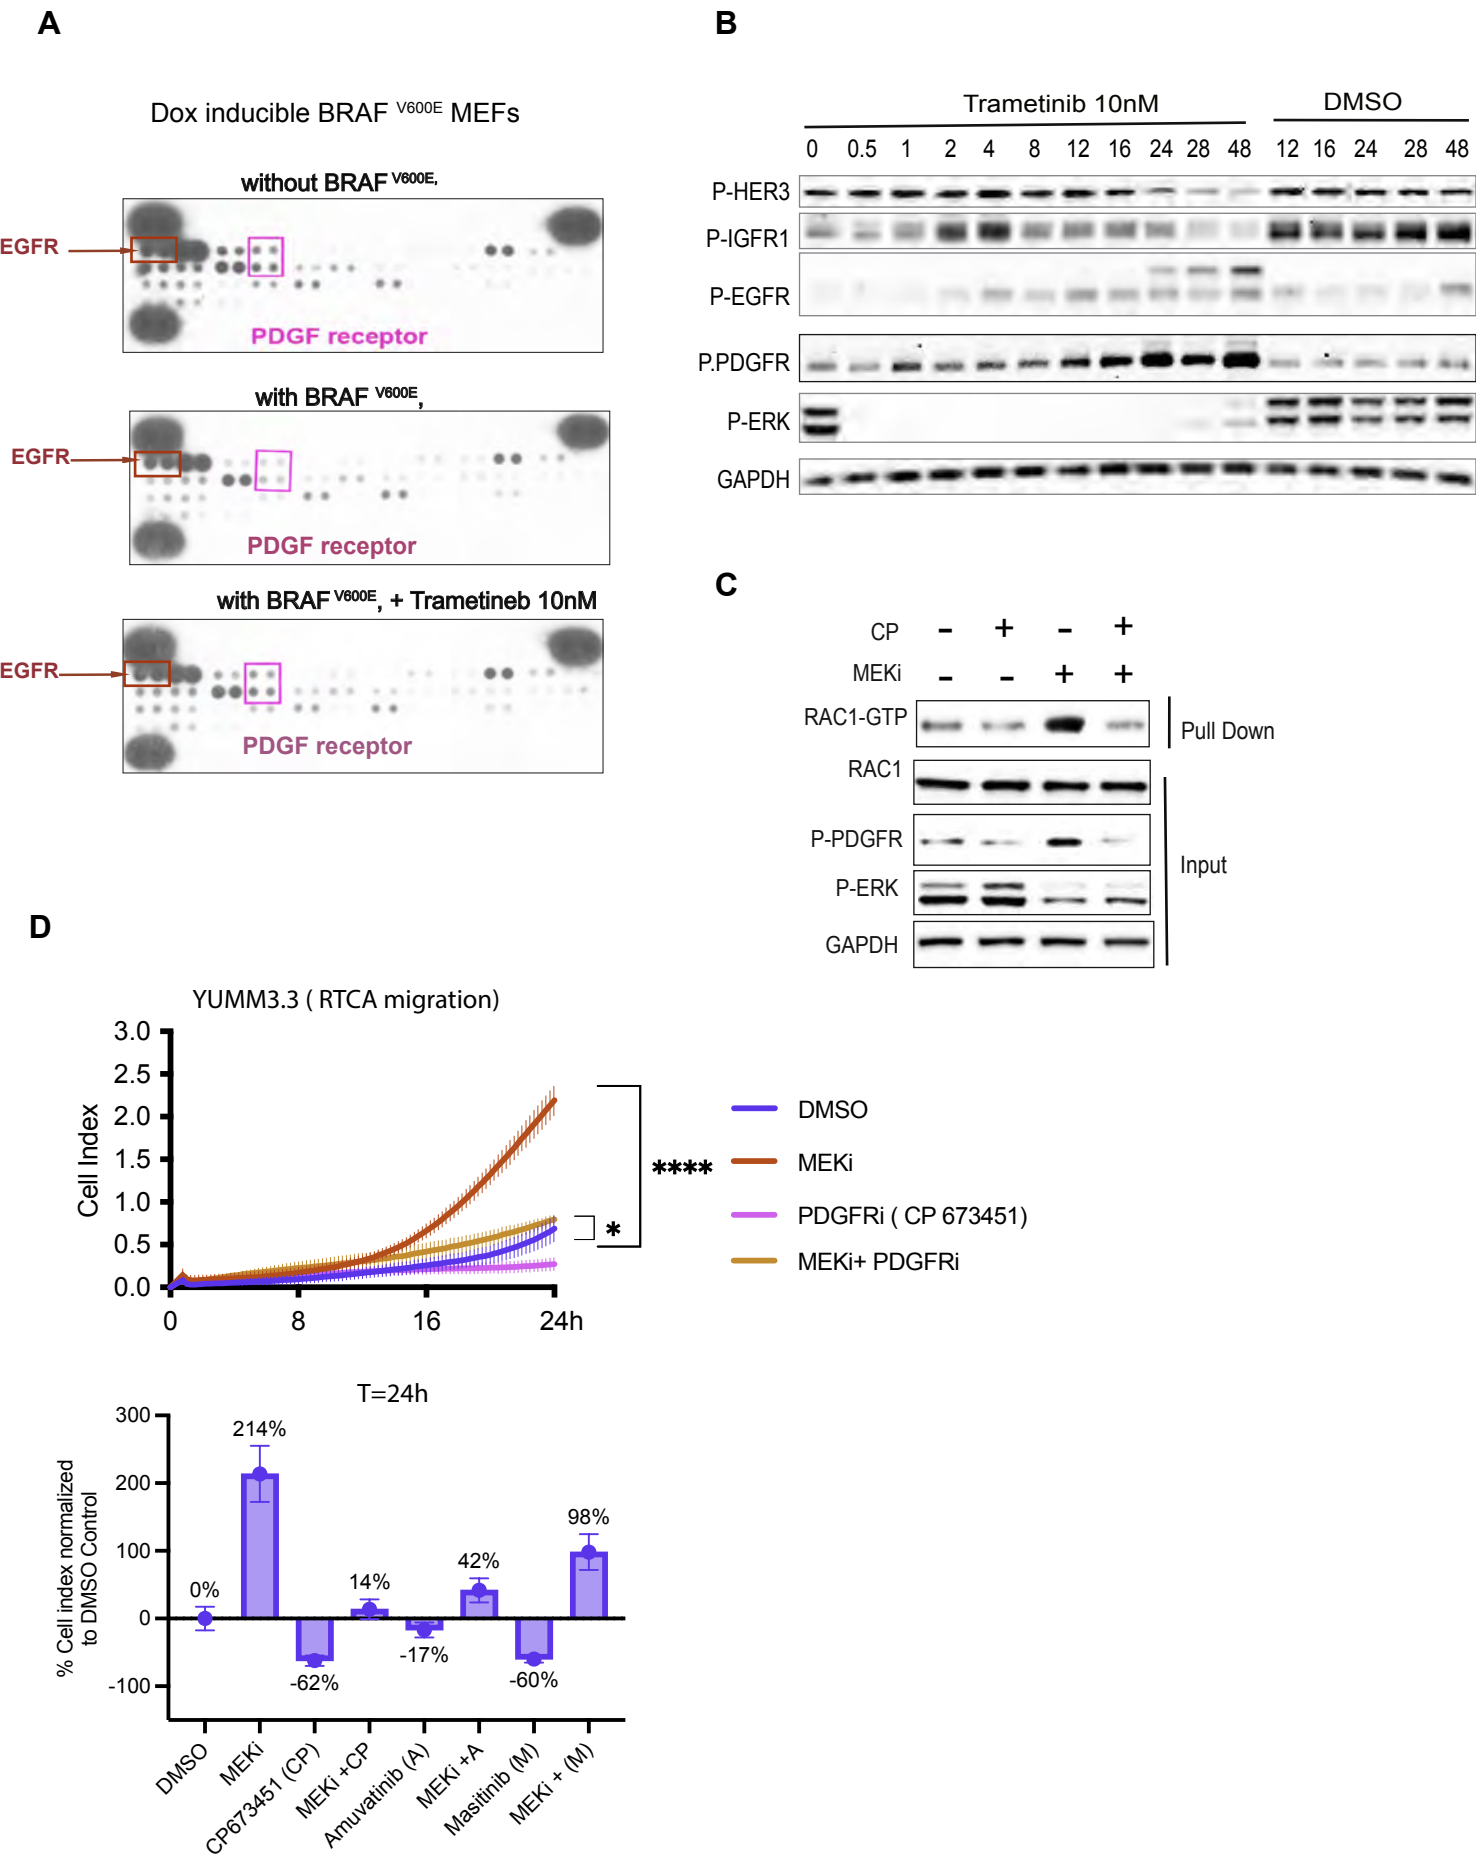 A
Dox inducible BRAF V600E MEFs
without BRAF V600E,
EGFR
PDGF receptor
with BRAF V600E,
EGFR
PDGF receptor
with BRAF V600E, + Trametineb 10nM
EGFR
PDGF receptor
B
Trametinib 10nM DMSO
0 0.5 1 2 4 8 12 16 24 28 48 12 16 24 28 48
P-HER3
P-IGFR1
P-EGFR
P.PDGFR
P-ERK
GAPDH
C
CP - + - +
MEKi - - + +
RAC1-GTP
Pull Down
RAC1
P-PDGFR
Input
P-ERK
GAPDH
D
YUMM3.3 ( RTCA migration)
Cell Index
3.0
2.5
2.0
1.5
1.0
0.5
0.0
0 8 16 24h
****
*
DMSO
MEKi
PDGFRi ( CP 673451)
MEKi+ PDGFRi
T=24h
% Cell index normalized
to DMSO Control
300
200
100
0
-100
0%
214%
-62%
14%
-17%
42%
-60%
98%
DMSO
MEKi
CP673451 (CP)
MEKi +CP
Amuvatinib (A)
MEKi +A
Masitinib (M)
MEKi + (M)